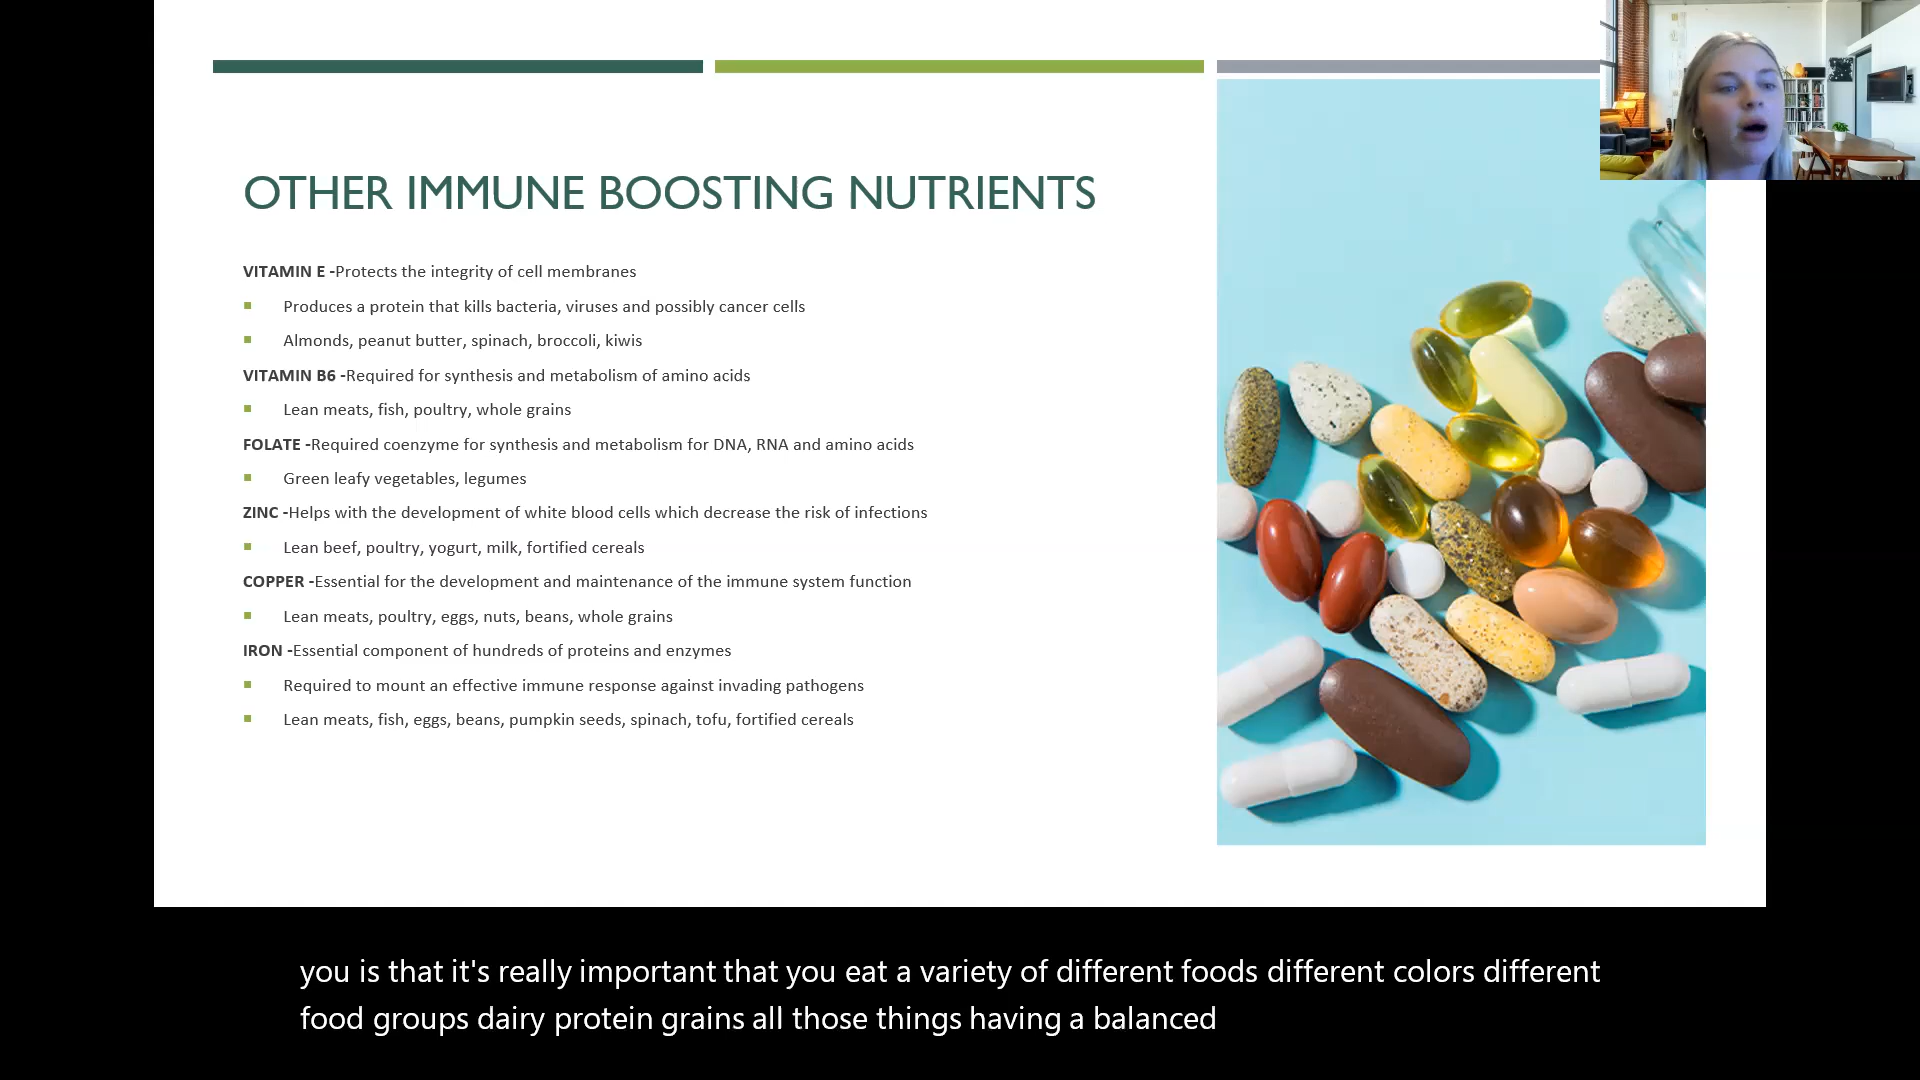 OTHER IMMUNE BOOSTING NUTRIENTS
VITAMIN E -Protects the integrity of cell membranes
Produces a protein that kills bacteria, viruses and possibly cancer cells
Almonds, peanut butter, spinach, broccoli, kiwis
VITAMIN B6 -Required for synthesis and metabolism of amino acids
Lean meats, fish, poultry, whole grains
FOLATE -Required coenzyme for synthesis and metabolism for DNA, RNA and amino acids
Green leafy vegetables, legumes
ZINC -Helps with the development of white blood cells which decrease the risk of infections
Lean beef, poultry, yogurt, milk, fortified cereals
COPPER -Essential for the development and maintenance of the immune system function
Lean meats, poultry, eggs, nuts, beans, whole grains
IRON -Essential component of hundreds of proteins and enzymes
Required to mount an effective immune response against invading pathogens
Lean meats, fish, eggs, beans, pumpkin seeds, spinach, tofu, fortified cereals
you is that it's really important that you eat a variety of different foods different colors different
food groups dairy protein grains all those things having a balanced